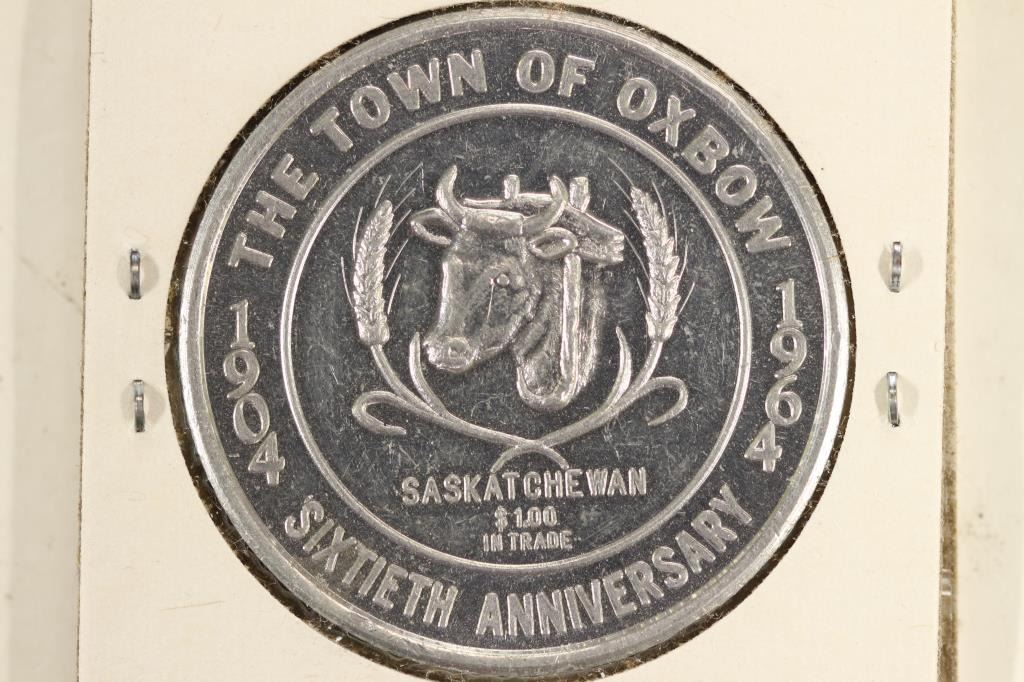 THE TOWN OF OXBOW
1904
1964
SASKATCHEWAN
$1.00
IN TRADE
SIXTIETH ANNIVERSARY